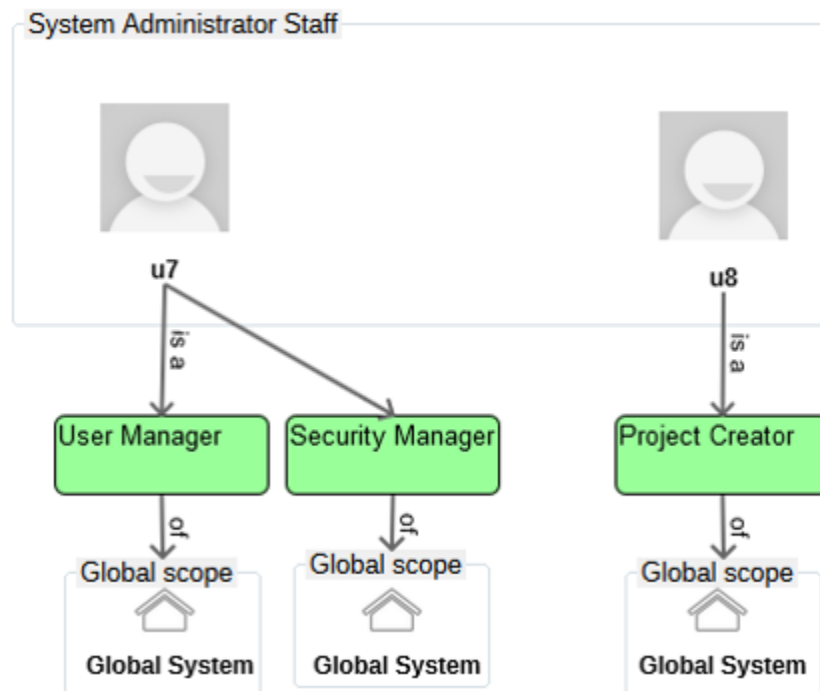 System Administrator Staff
u7
u8
is a
is a
User Manager
Security Manager
Project Creator
of
of
of
Global scope
Global scope
Global scope
Global System
Global System
Global System